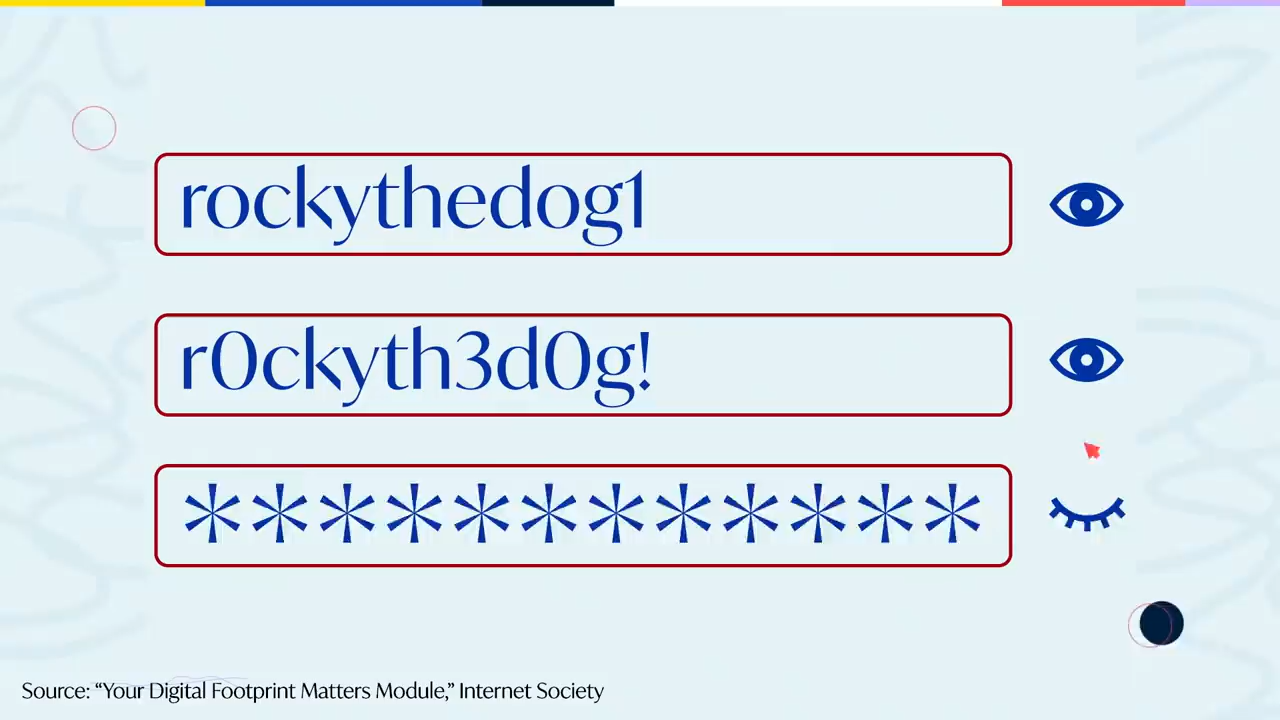 rockythedog1
r0ckyth3d0g!
************
Source: “Your Digital Footprint Matters Module,” Internet Society